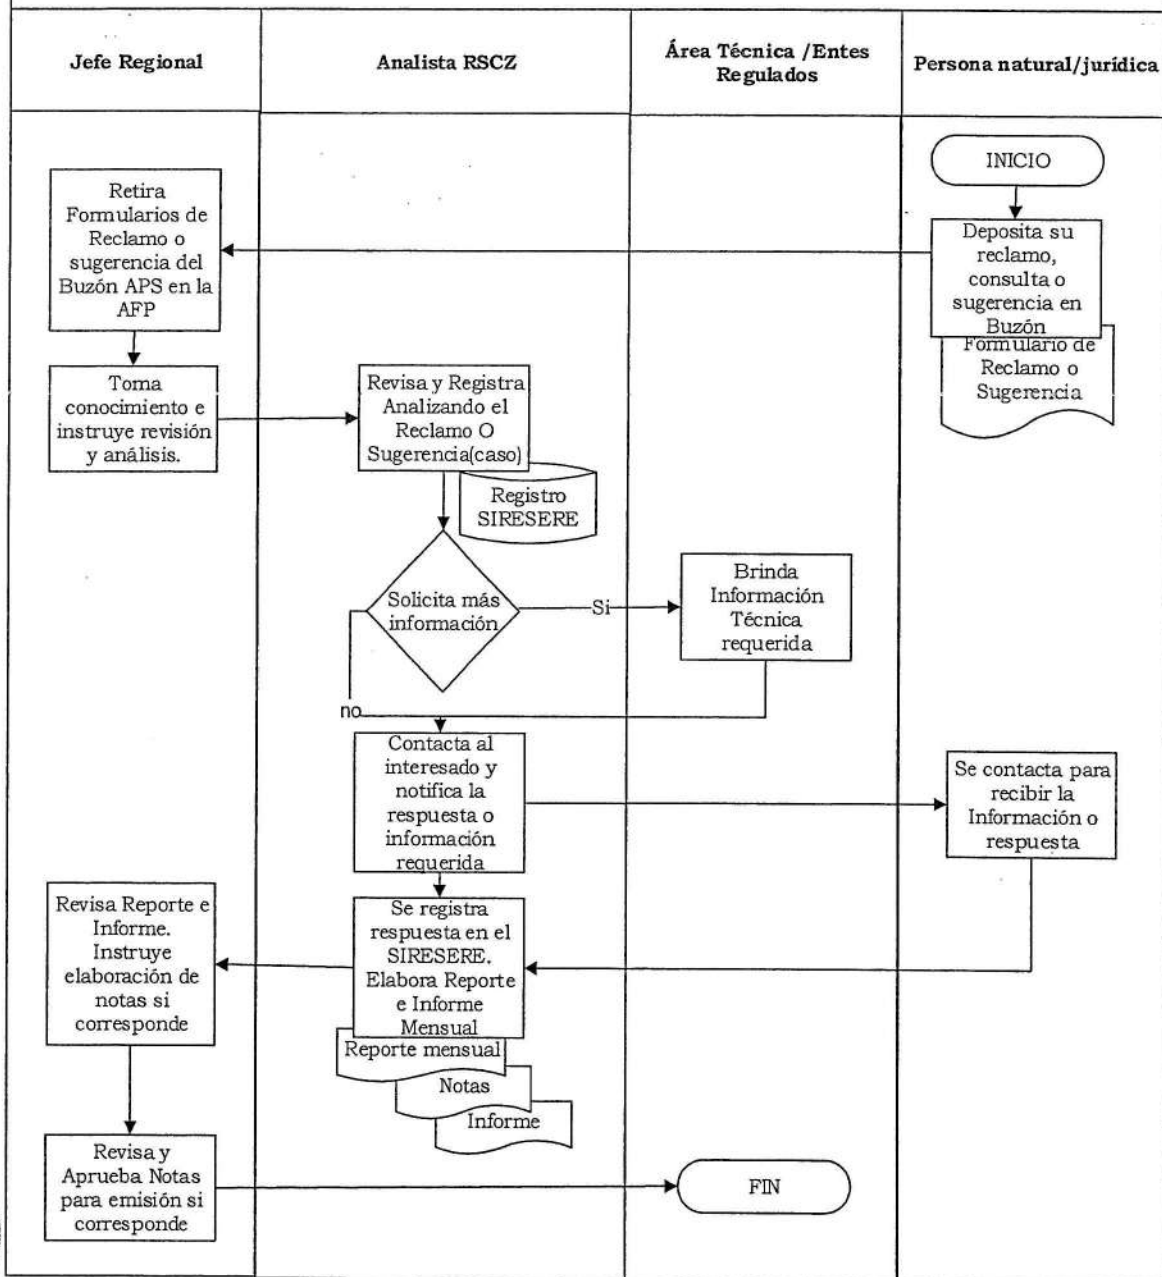 Jefe Regional
Analista RSCZ
Área Técnica /Entes
Regulados
Persona natural/jurídica
INICIO
Deposita su
reclamo,
consulta o
sugerencia en
Buzón
Formulario de
Reclamo o
Sugerencia
Retira
Formularios de
Reclamo o
sugerencia del
Buzón APS en la
AFP
Toma
conocimiento e
instruye revisión
y análisis.
Revisa y Registra
Analizando el
Reclamo O
Sugerencia(caso)
Registro
SIRESERE
Solicita más
información
Si
no
Brinda
Información
Técnica
requerida
Contacta al
interesado y
notifica la
respuesta o
información
requerida
Se contacta para
recibir la
Información o
respuesta
Se registra
respuesta en el
SIRESERE.
Elabora Reporte
e Informe
Mensual
Reporte mensual
Notas
Informe
Revisa Reporte e
Informe.
Instruye
elaboración de
notas si
corresponde
Revisa y
Aprueba Notas
para emisión si
corresponde
FIN